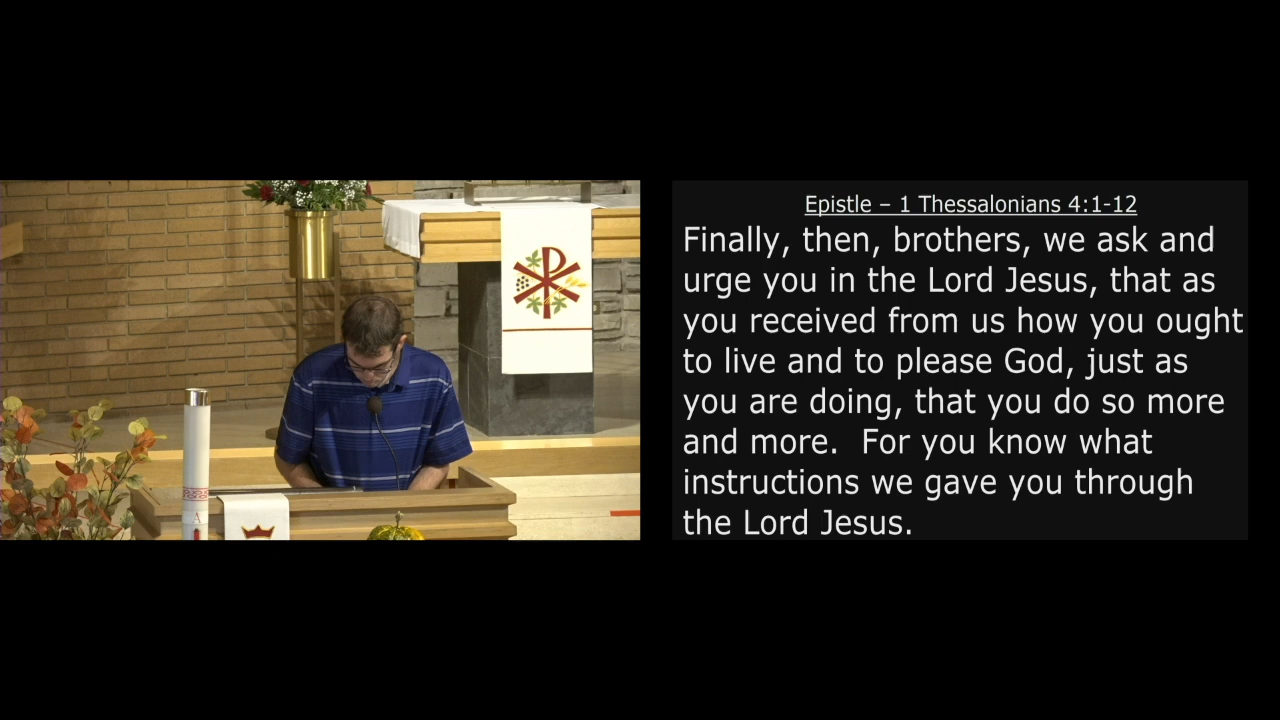 Epistle – 1 Thessalonians 4:1-12
Finally, then, brothers, we ask and
urge you in the Lord Jesus, that as
you received from us how you ought
to live and to please God, just as
you are doing, that you do so more
and more.  For you know what
instructions we gave you through
the Lord Jesus.
A